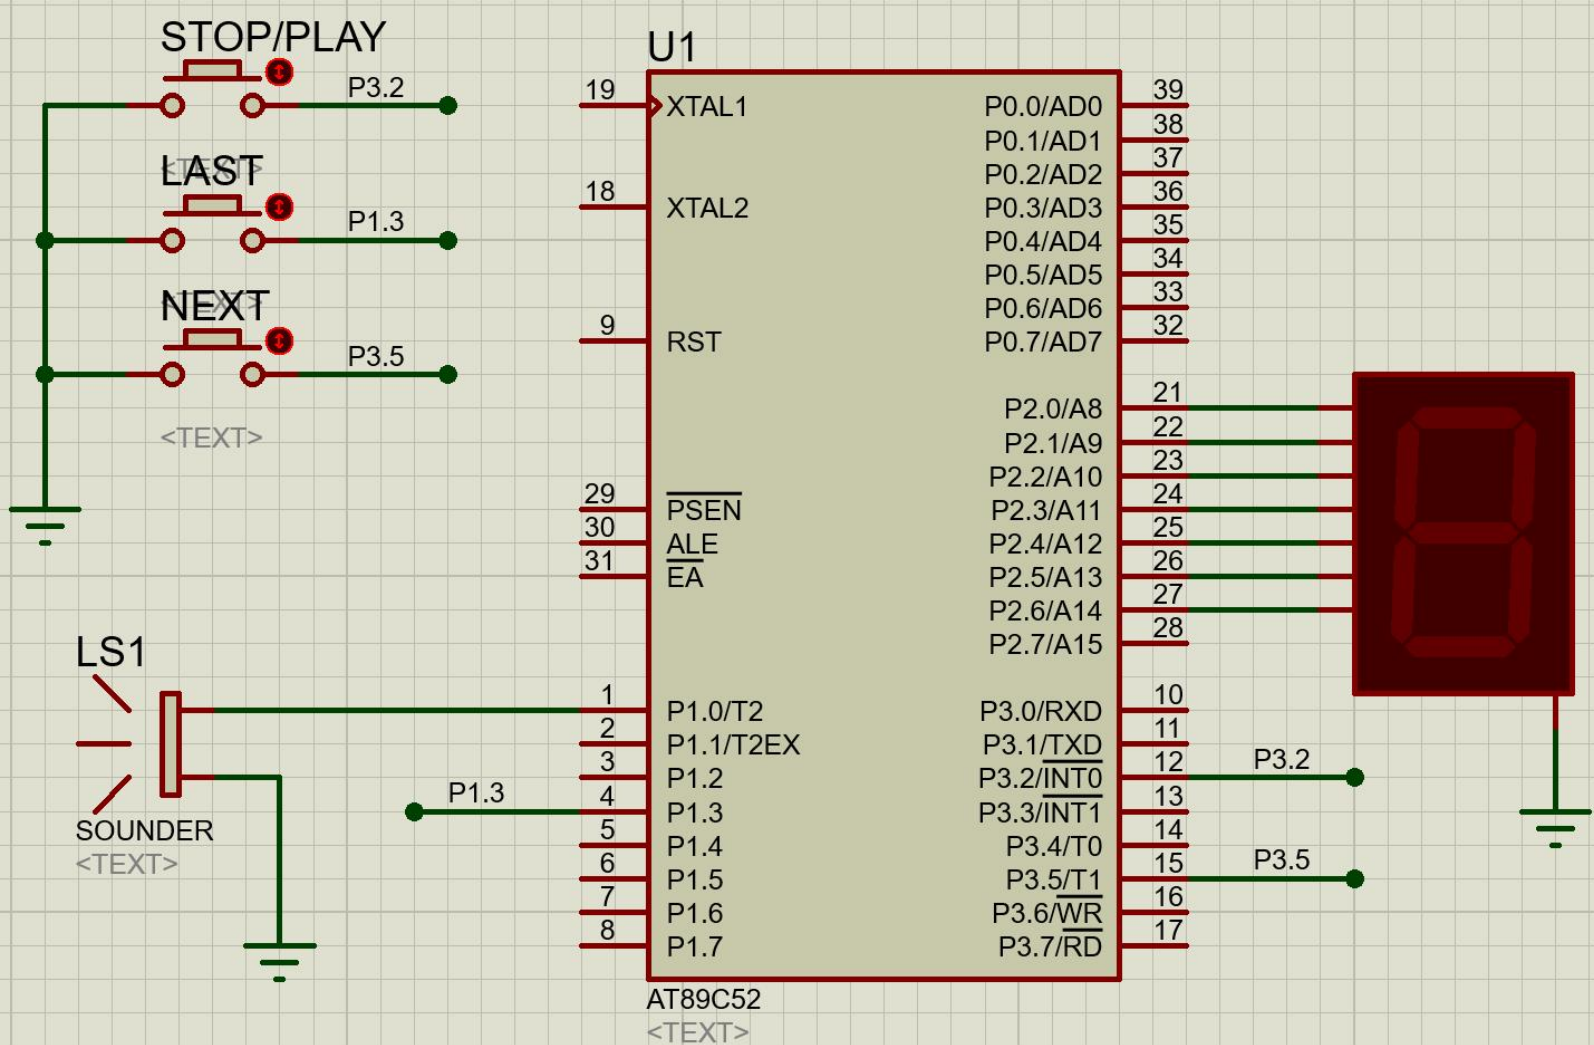 STOP/PLAY
P3.2
<TEXT>
LAST
P1.3
<TEXT>
NEXT
P3.5
<TEXT>
LS1
SOUNDER
<TEXT>
P1.3
U1
19 XTAL1
18 XTAL2
9 RST
29 PSEN
30 ALE
31 EA
1 P1.0/T2
2 P1.1/T2EX
3 P1.2
4 P1.3
5 P1.4
6 P1.5
7 P1.6
8 P1.7
P0.0/AD0 39
P0.1/AD1 38
P0.2/AD2 37
P0.3/AD3 36
P0.4/AD4 35
P0.5/AD5 34
P0.6/AD6 33
P0.7/AD7 32
P2.0/A8 21
P2.1/A9 22
P2.2/A10 23
P2.3/A11 24
P2.4/A12 25
P2.5/A13 26
P2.6/A14 27
P2.7/A15 28
P3.0/RXD 10
P3.1/TXD 11
P3.2/INT0 12
P3.3/INT1 13
P3.4/T0 14
P3.5/T1 15
P3.6/WR 16
P3.7/RD 17
AT89C52
<TEXT>
P3.2
P3.5